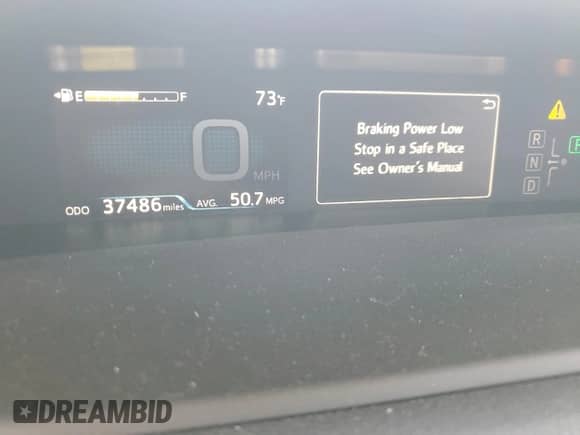 E F
73°F
0
MPH
ODO 37486 miles AVG. 50.7 MPG
Braking Power Low
Stop in a Safe Place
See Owner's Manual
R
N
D
DREAMBID